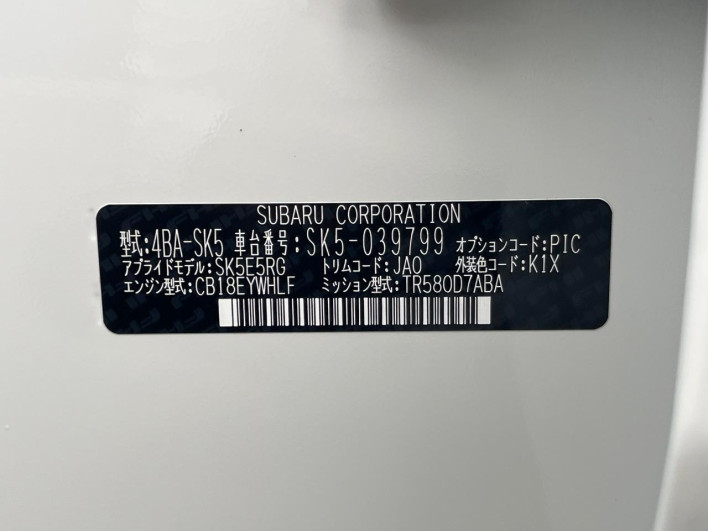 SUBARU CORPORATION
型式:4BA-SK5 車台番号:SK5-039799 オプションコード:PIC
アプライドモデル:SK5E5RG トリムコード:JAO 外装色コード:K1X
エンジン型式:CB18EYWHLF ミッション型式:TR580D7ABA